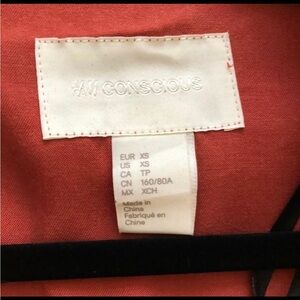 H&M CONSCIOUS
EUR XS
US XS
CA TP
CN 160/80A
MX XCH
Made in
China
Fabriqué en
Chine